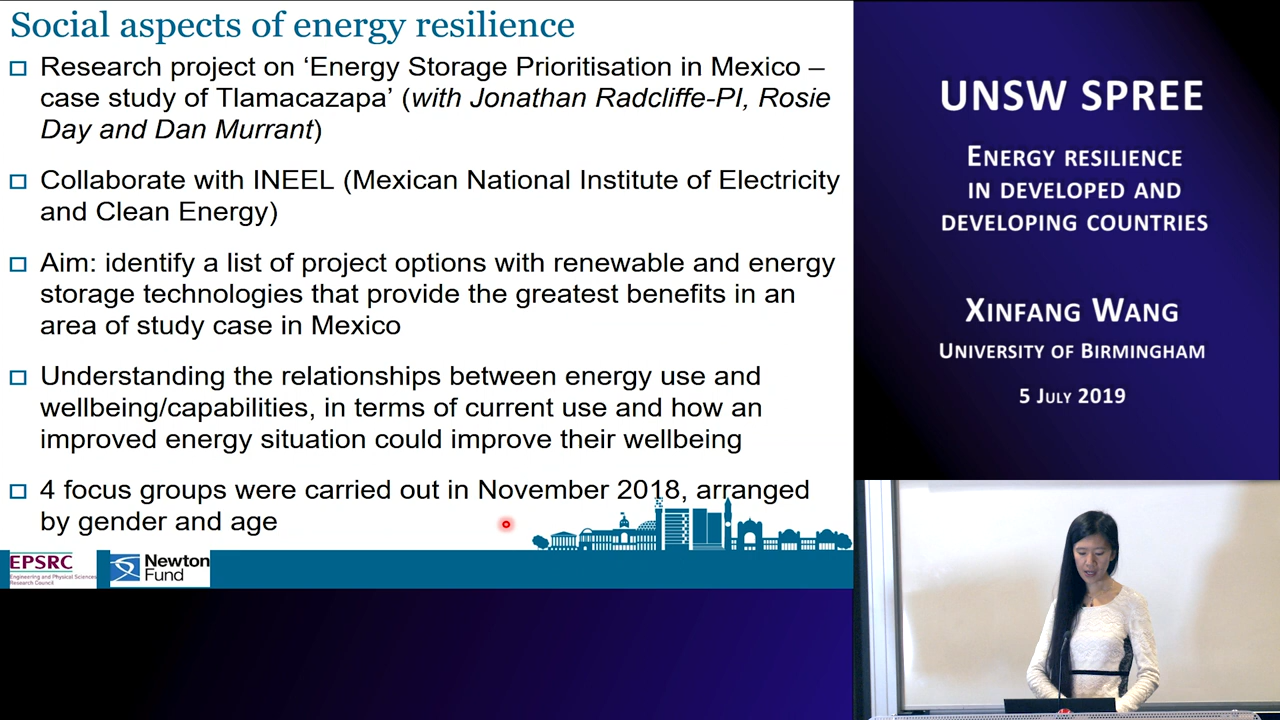 Social aspects of energy resilience
Research project on ‘Energy Storage Prioritisation in Mexico –
case study of Tlamacazapa’ (with Jonathan Radcliffe-PI, Rosie
Day and Dan Murrant)
Collaborate with INEEL (Mexican National Institute of Electricity
and Clean Energy)
Aim: identify a list of project options with renewable and energy
storage technologies that provide the greatest benefits in an
area of study case in Mexico
Understanding the relationships between energy use and
wellbeing/capabilities, in terms of current use and how an
improved energy situation could improve their wellbeing
4 focus groups were carried out in November 2018, arranged
by gender and age
EPSRC
Engineering and Physical Sciences
Research Council
Newton
Fund
UNSW SPREE
ENERGY RESILIENCE
IN DEVELOPED AND
DEVELOPING COUNTRIES
XINFANG WANG
UNIVERSITY OF BIRMINGHAM
5 JULY 2019